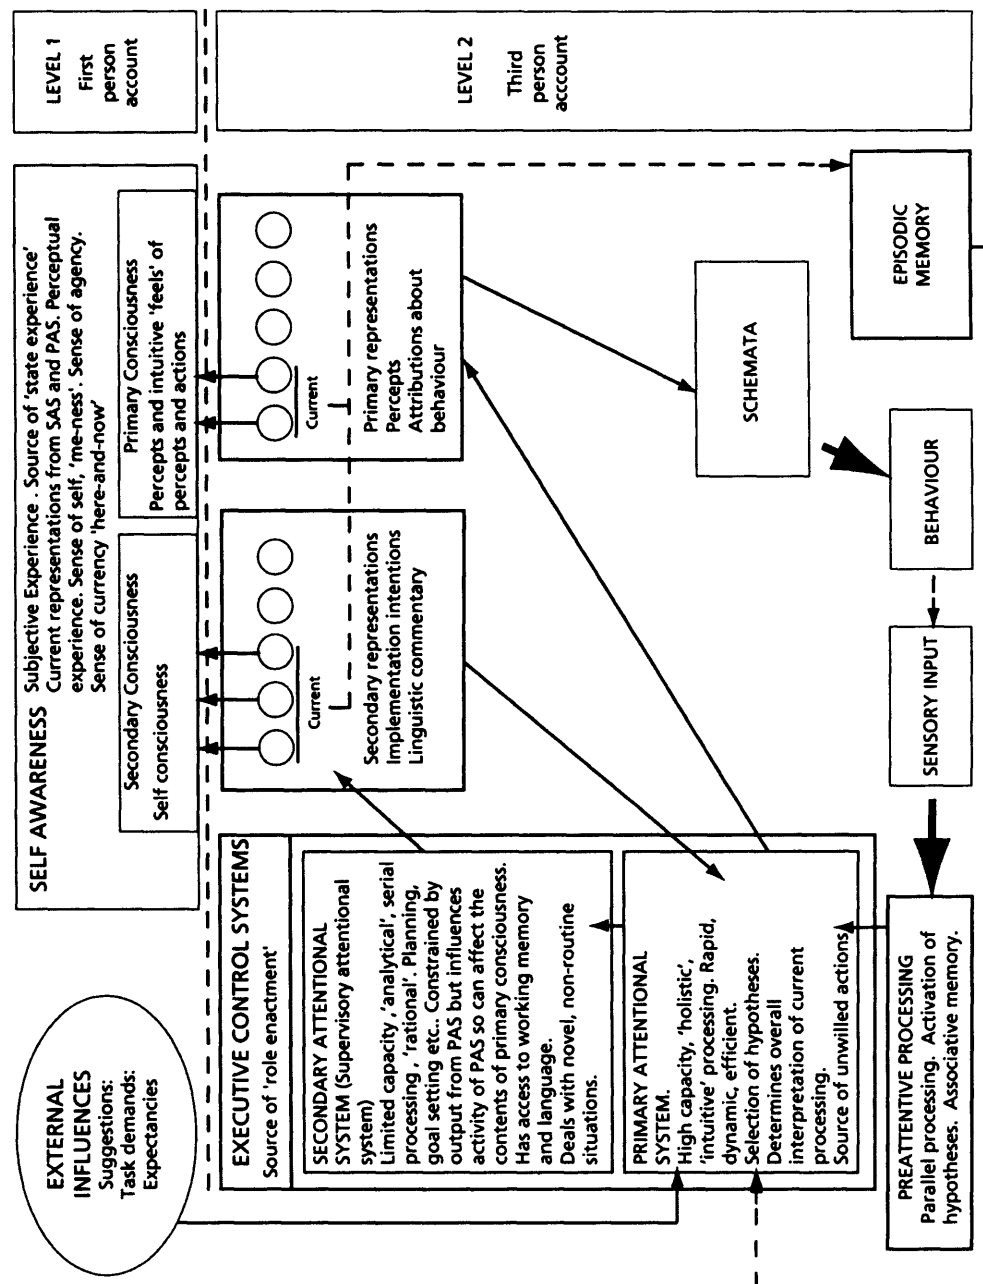 EXTERNAL
INFLUENCES
Suggestions:
Task demands:
Expectancies
SELF AWARENESS Subjective Experience . Source of 'state experience'
Current representations from SAS and PAS. Perceptual
experience. Sense of self, 'me-ness'. Sense of agency.
Sense of currency 'here-and-now'
Secondary Consciousness
Self consciousness
Primary Consciousness
Percepts and intuitive 'feels' of
percepts and actions
LEVEL 1
First
person
account
EXECUTIVE CONTROL SYSTEMS
Source of 'role enactment'
SECONDARY ATTENTIONAL
SYSTEM (Supervisory attentional
system)
Limited capacity ,'analytical', serial
processing , 'rational'. Planning,
goal setting etc.. Constrained by
output from PAS but influences
activity of PAS so can affect the
contents of primary consciousness.
Has access to working memory
and language.
Deals with novel, non-routine
situations.
PRIMARY ATTENTIONAL
SYSTEM.
High capacity, 'holistic',
'intuitive' processing. Rapid,
dynamic, efficient.
Selection of hypotheses.
Determines overall
interpretation of current
processing.
Source of unwilled actions
Current
Secondary representations
Implementation intentions
Linguistic commentary
Current
Primary representations
Percepts
Attributions about
behaviour
LEVEL 2
Third
person
acccount
SCHEMATA
EPISODIC
MEMORY
PREATTENTIVE PROCESSING
Parallel processing. Activation of
hypotheses. Associative memory.
SENSORY INPUT
BEHAVIOUR